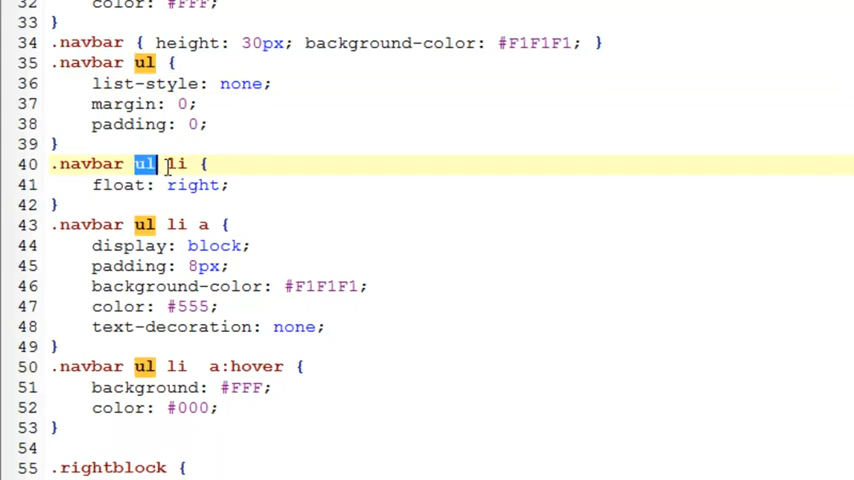 32 color: #FFF;
33 }
34 .navbar { height: 30px; background-color: #F1F1F1; }
35 .navbar ul {
36 list-style: none;
37 margin: 0;
38 padding: 0;
39 }
40 .navbar ul li {
41 float: right;
42 }
43 .navbar ul li a {
44 display: block;
45 padding: 8px;
46 background-color: #F1F1F1;
47 color: #555;
48 text-decoration: none;
49 }
50 .navbar ul li  a:hover {
51 background: #FFF;
52 color: #000;
53 }
54
55 .rightblock {